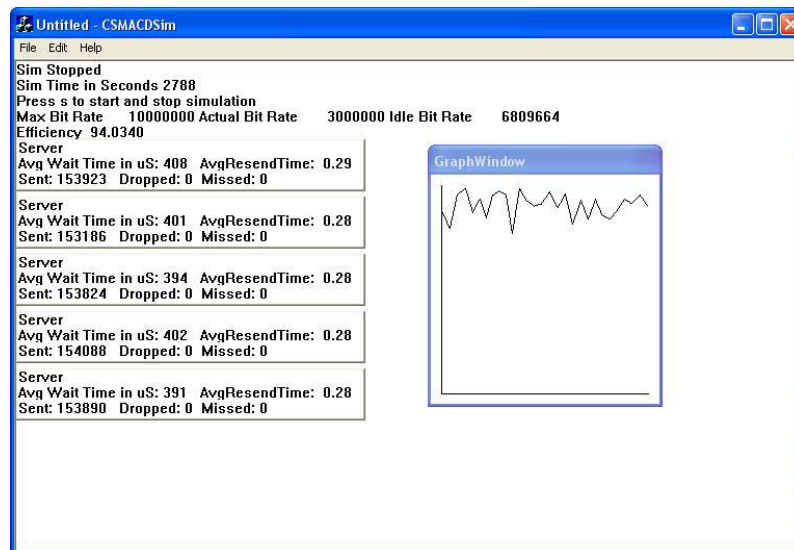 Untitled - CSMACDSim
File Edit Help
Sim Stopped
Sim Time in Seconds 2788
Press s to start and stop simulation
Max Bit Rate 10000000 Actual Bit Rate 3000000 Idle Bit Rate 6809664
Efficiency 94.0340
Server
Avg Wait Time in uS: 408 AvgResendTime: 0.29
Sent: 153923 Dropped: 0 Missed: 0
Server
Avg Wait Time in uS: 401 AvgResendTime: 0.28
Sent: 153186 Dropped: 0 Missed: 0
Server
Avg Wait Time in uS: 394 AvgResendTime: 0.28
Sent: 153824 Dropped: 0 Missed: 0
Server
Avg Wait Time in uS: 402 AvgResendTime: 0.28
Sent: 154088 Dropped: 0 Missed: 0
Server
Avg Wait Time in uS: 391 AvgResendTime: 0.28
Sent: 153890 Dropped: 0 Missed: 0
GraphWindow